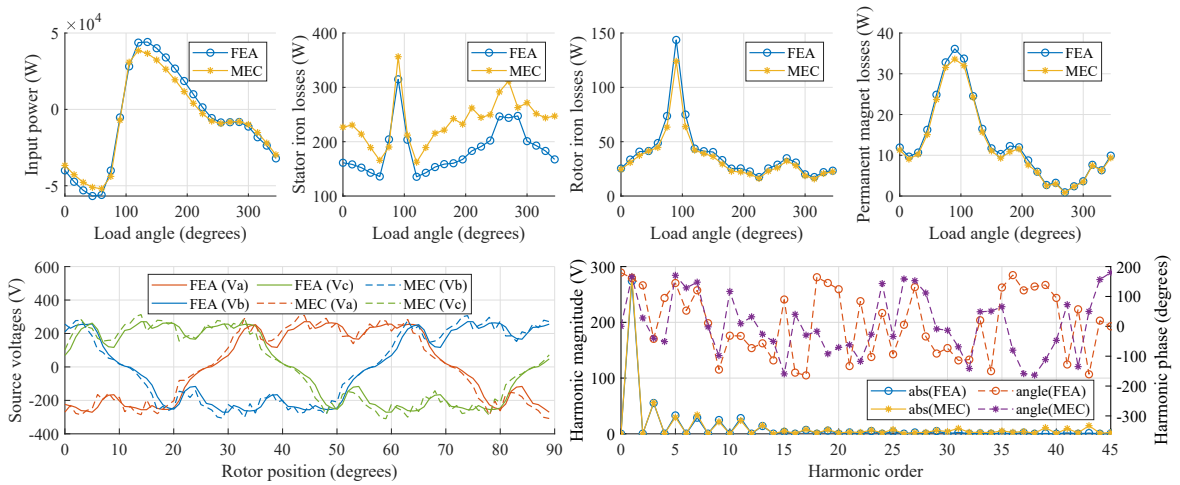 ×10⁴
5
0
-5
0 100 200 300
Input power (W)
Load angle (degrees)
FEA
MEC
400
300
200
100
0 100 200 300
Stator iron losses (W)
Load angle (degrees)
FEA
MEC
150
100
50
0
0 100 200 300
Rotor iron losses (W)
Load angle (degrees)
FEA
MEC
40
30
20
10
0
0 100 200 300
Permanent magnet losses (W)
Load angle (degrees)
FEA
MEC
600
400
200
0
-200
-400
0 10 20 30 40 50 60 70 80 90
Source voltages (V)
Rotor position (degrees)
FEA (Va) FEA (Vc) MEC (Vb)
FEA (Vb) MEC (Va) MEC (Vc)
300
200
100
0
0 5 10 15 20 25 30 35 40 45
Harmonic magnitude (V)
Harmonic order
200
100
0
-100
-200
-300
Harmonic phase (degrees)
abs(FEA) angle(FEA)
abs(MEC) angle(MEC)